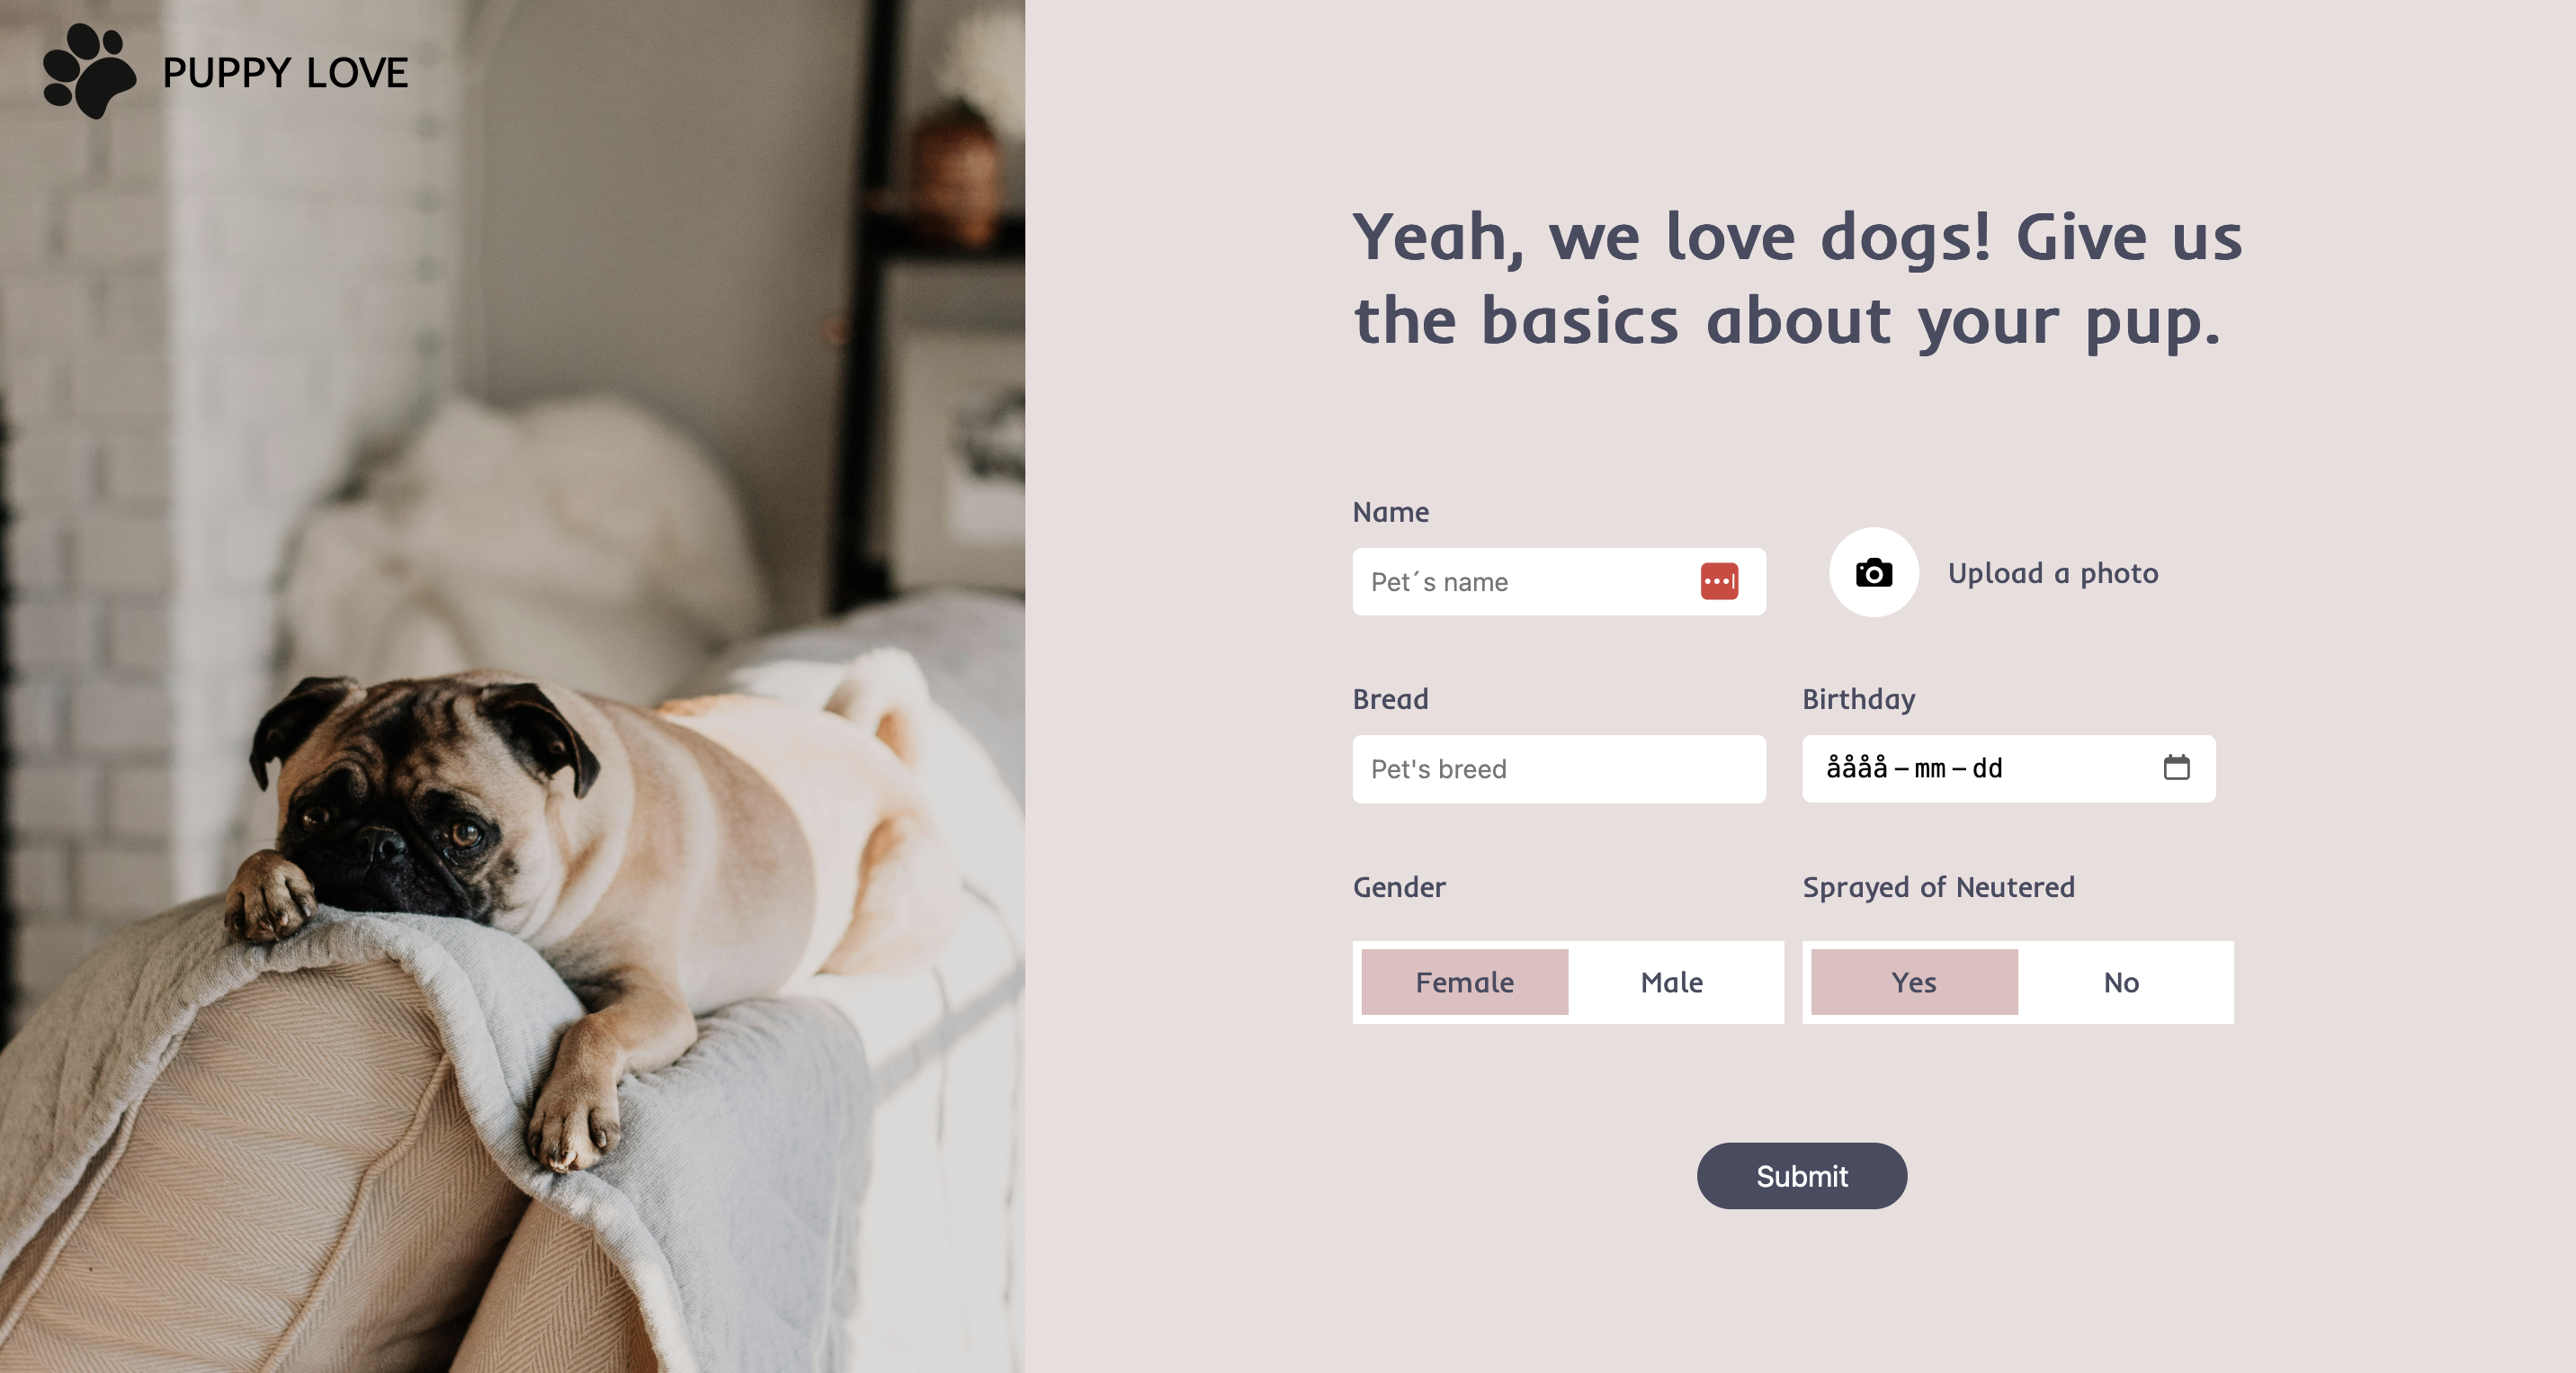 PUPPY LOVE
Yeah, we love dogs! Give us
the basics about your pup.
Name
Pet´s name
Upload a photo
Bread
Birthday
Pet's breed
åååå – mm – dd
Gender
Sprayed of Neutered
Female Male
Yes No
Submit